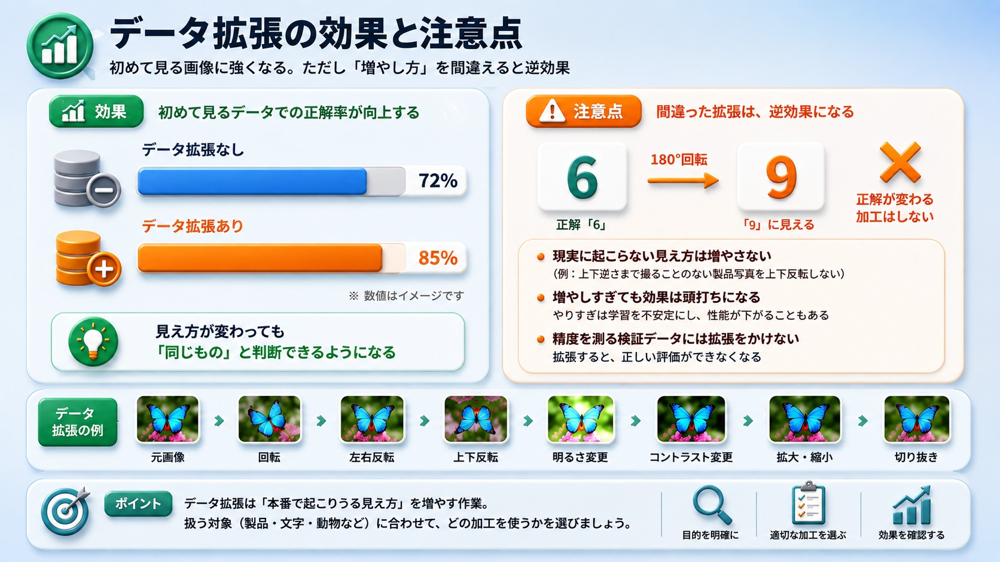 データ拡張の効果と注意点
初めて見る画像に強くなる。ただし「増やし方」を間違えると逆効果
効果
初めて見るデータでの正解率が向上する
データ拡張なし
72%
データ拡張あり
85%
※ 数値はイメージです
見え方が変わっても
「同じもの」と判断できるようになる
注意点
間違った拡張は、逆効果になる
6
180°回転
9
正解「6」
「9」に見える
正解が変わる
加工はしない
現実に起こらない見え方は増やさない
（例：上下逆さまで撮ることのない製品写真を上下反転しない）
増やしすぎても効果は頭打ちになる
やりすぎは学習を不安定にし、性能が下がることもある
精度を測る検証データには拡張をかけない
拡張すると、正しい評価ができなくなる
データ
拡張の例
元画像
回転
左右反転
上下反転
明るさ変更
コントラスト変更
拡大・縮小
切り抜き
ポイント
データ拡張は「本番で起こりうる見え方」を増やす作業。
扱う対象（製品・文字・動物など）に合わせて、どの加工を使うかを選びましょう。
目的を明確に
適切な加工を選ぶ
効果を確認する